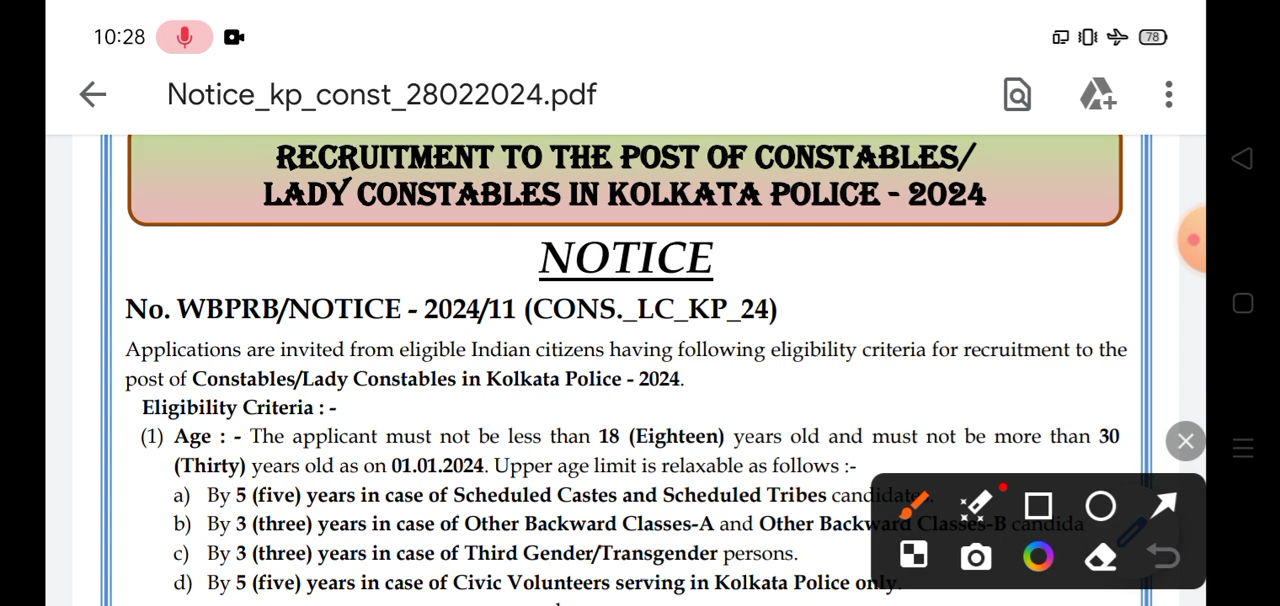 10:28
78
Notice_kp_const_28022024.pdf
RECRUITMENT TO THE POST OF CONSTABLES/
LADY CONSTABLES IN KOLKATA POLICE - 2024
NOTICE
No. WBPRB/NOTICE - 2024/11 (CONS._LC_KP_24)
Applications are invited from eligible Indian citizens having following eligibility criteria for recruitment to the
post of Constables/Lady Constables in Kolkata Police - 2024.
Eligibility Criteria : -
(1) Age : - The applicant must not be less than 18 (Eighteen) years old and must not be more than 30
(Thirty) years old as on 01.01.2024. Upper age limit is relaxable as follows :-
a) By 5 (five) years in case of Scheduled Castes and Scheduled Tribes candidates.
b) By 3 (three) years in case of Other Backward Classes-A and Other Backward Classes-B candida
c) By 3 (three) years in case of Third Gender/Transgender persons.
d) By 5 (five) years in case of Civic Volunteers serving in Kolkata Police only.